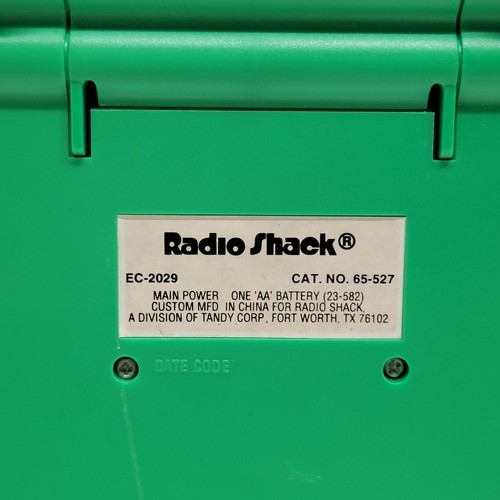 Radio Shack®
EC-2029 CAT. NO. 65-527
MAIN POWER ONE 'AA' BATTERY (23-582)
CUSTOM MFD IN CHINA FOR RADIO SHACK,
A DIVISION OF TANDY CORP., FORT WORTH, TX 76102
DATE CODE